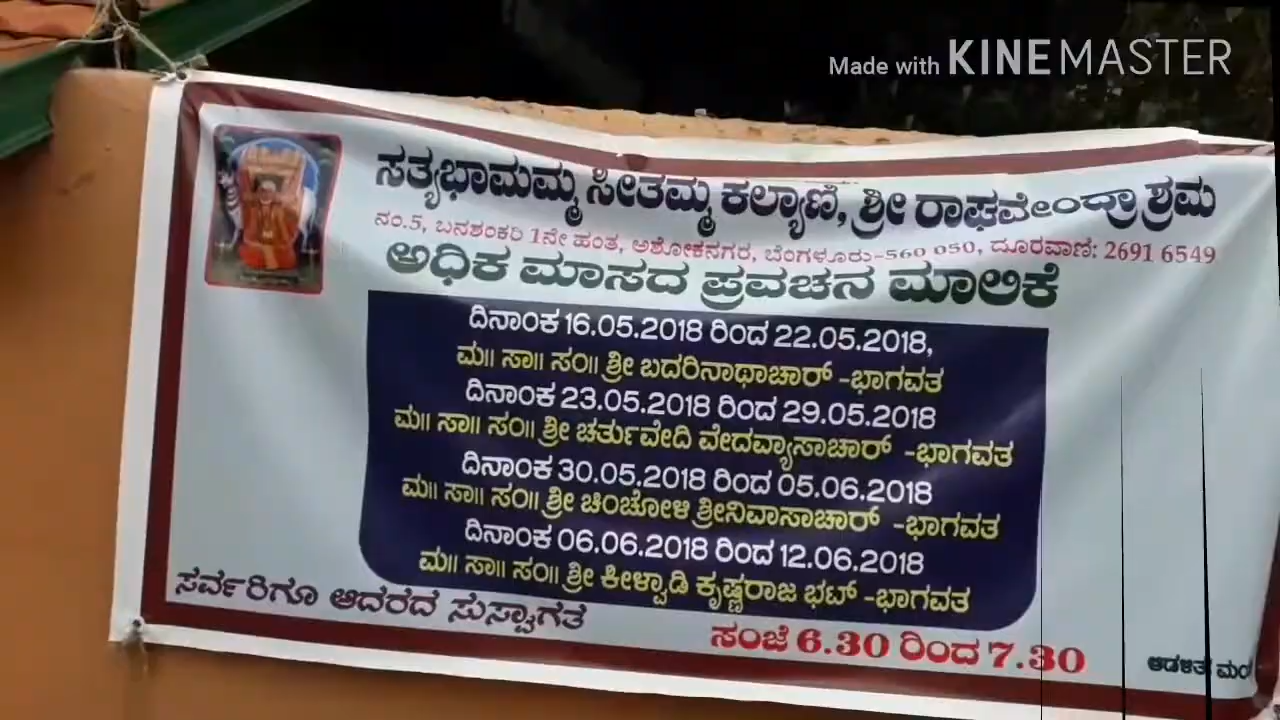 Made with KINEMASTER
ಸತ್ಯಭಾಮಮ್ಮ ಸೀತಮ್ಮ ಕಲ್ಯಾಣಿ, ಶ್ರೀ ರಾಘವೇಂದ್ರಾಶ್ರಮ
ನಂ.5, ಬನಶಂಕರಿ 1ನೇ ಹಂತ, ಅಶೋಕನಗರ, ಬೆಂಗಳೂರು-560 050, ದೂರವಾಣಿ: 2691 6549
ಅಧಿಕ ಮಾಸದ ಪ್ರವಚನ ಮಾಲಿಕೆ
ದಿನಾಂಕ 16.05.2018 ರಿಂದ 22.05.2018,
ಮ॥ ಸಾ॥ ಸಂ॥ ಶ್ರೀ ಬದರಿನಾಥಾಚಾರ್ -ಭಾಗವತ
ದಿನಾಂಕ 23.05.2018 ರಿಂದ 29.05.2018
ಮ॥ ಸಾ॥ ಸಂ॥ ಶ್ರೀ ಚರ್ತುವೇದಿ ವೇದವ್ಯಾಸಾಚಾರ್ -ಭಾಗವತ
ದಿನಾಂಕ 30.05.2018 ರಿಂದ 05.06.2018
ಮ॥ ಸಾ॥ ಸಂ॥ ಶ್ರೀ ಚಿಂಚೋಳಿ ಶ್ರೀನಿವಾಸಾಚಾರ್ -ಭಾಗವತ
ದಿನಾಂಕ 06.06.2018 ರಿಂದ 12.06.2018
ಮ॥ ಸಾ॥ ಸಂ॥ ಶ್ರೀ ಕೀಳ್ವಾಡಿ ಕೃಷ್ಣರಾಜ ಭಟ್ -ಭಾಗವತ
ಸರ್ವರಿಗೂ ಆದರದ ಸುಸ್ವಾಗತ
ಸಂಜೆ 6.30 ರಿಂದ 7.30